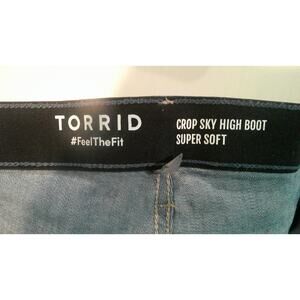 TORRID
#FeelTheFit
CROP SKY HIGH BOOT
SUPER SOFT